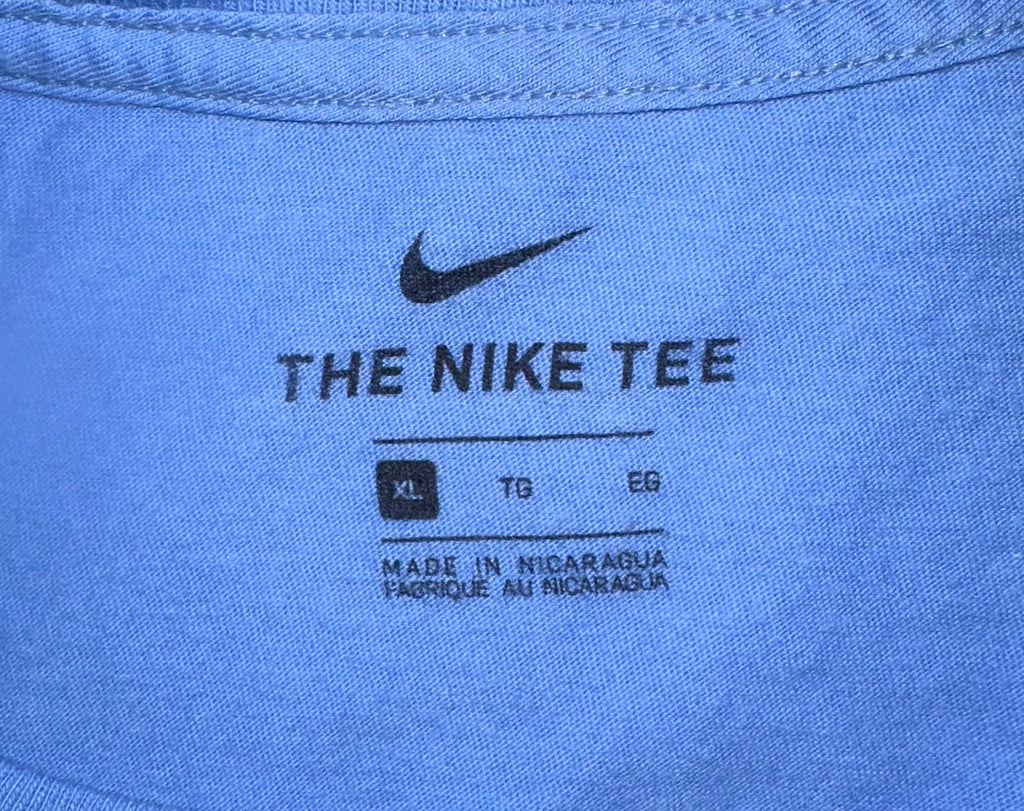 THE NIKE TEE
XL TG EG
MADE IN NICARAGUA
FABRIQUE AU NICARAGUA